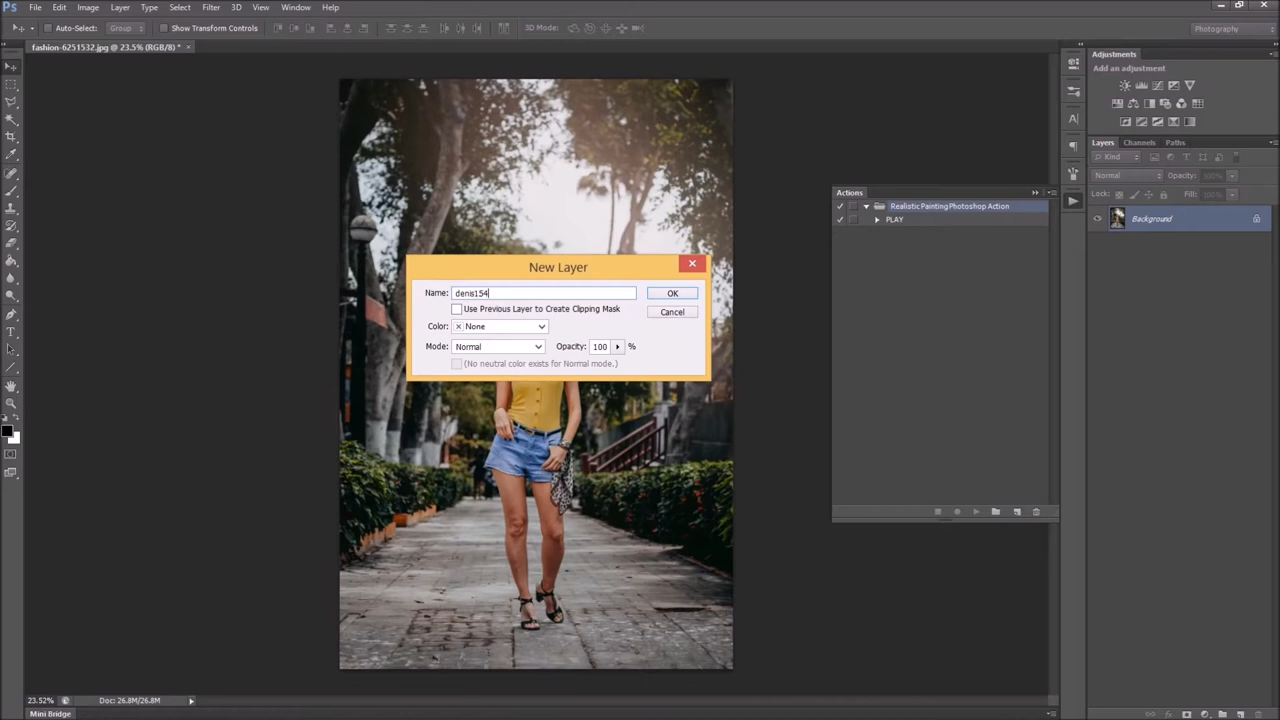 Ps File Edit Image Layer Type Select Filter 3D View Window Help
Auto-Select: Group Show Transform Controls 3D Mode: Photography
fashion-6251532.jpg @ 23.5% (RGB/8) * ×
Adjustments
Add an adjustment
Layers Channels Paths
Kind
Normal Opacity: 100%
Lock: Fill: 100%
Background
Actions
Realistic Painting Photoshop Action
PLAY
New Layer
Name: denis154 OK
Use Previous Layer to Create Clipping Mask
Cancel
Color: × None
Mode: Normal Opacity: 100 %
(No neutral color exists for Normal mode.)
23.52% Doc: 26.8M/26.8M
Mini Bridge